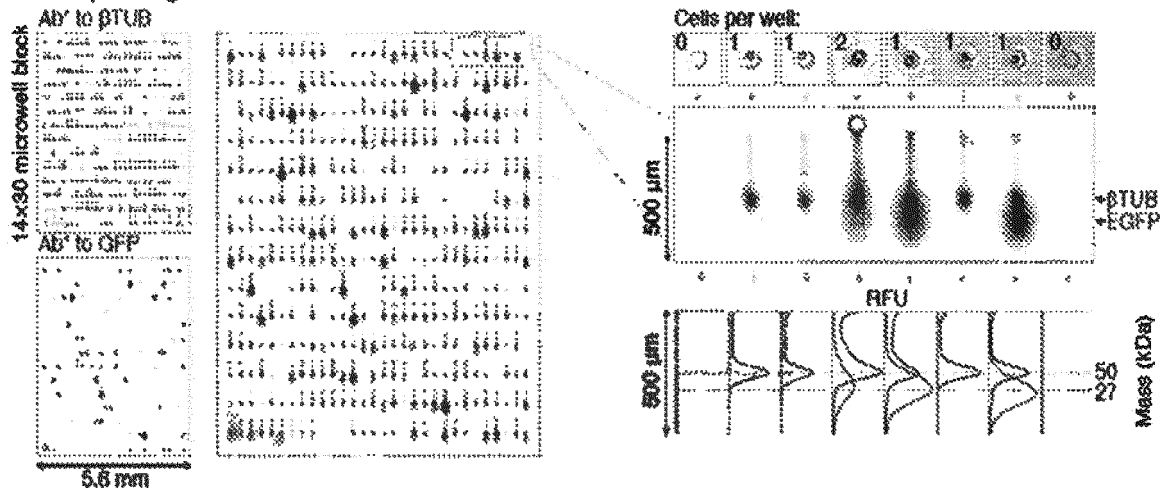 Ab* to βTUB
14x30 microwell block
Ab* to GFP
5.6 mm
Cells per well:
0 1 1 2 1 1 1 0
500 μm
βTUB
EGFP
RFU
500 μm
50
27
Mass (kDa)